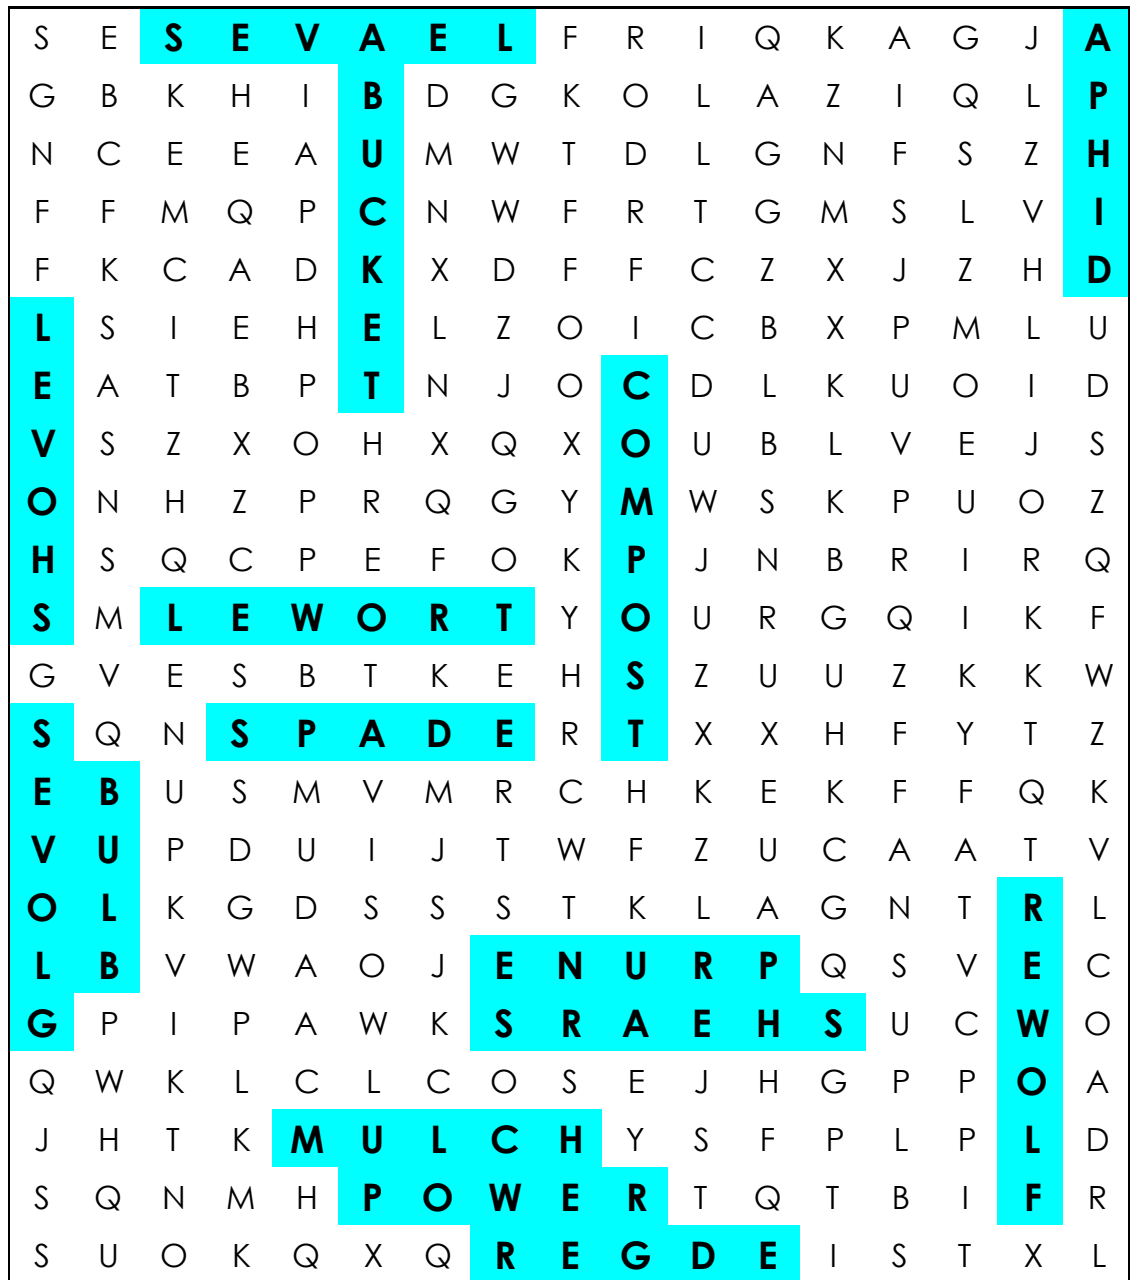 S E S E V A E L F R I Q K A G J A
G B K H I B D G K O L A Z I Q L P
N C E E A U M W T D L G N F S Z H
F F M Q P C N W F R T G M S L V I
F K C A D K X D F F C Z X J Z H D
L S I E H E L Z O I C B X P M L U
E A T B P T N J O C D L K U O I D
V S Z X O H X Q X O U B L V E J S
O N H Z P R Q G Y M W S K P U O Z
H S Q C P E F O K P J N B R I R Q
S M L E W O R T Y O U R G Q I K F
G V E S B T K E H S Z U U Z K K W
S Q N S P A D E R T X X H F Y T Z
E B U S M V M R C H K E K F F Q K
V U P D U I J T W F Z U C A A T V
O L K G D S S S T K L A G N T R L
L B V W A O J E N U R P Q S V E C
G P I P A W K S R A E H S U C W O
Q W K L C L C O S E J H G P P O A
J H T K M U L C H Y S F P L P L D
S Q N M H P O W E R T Q T B I F R
S U O K Q X Q R E G D E I S T X L